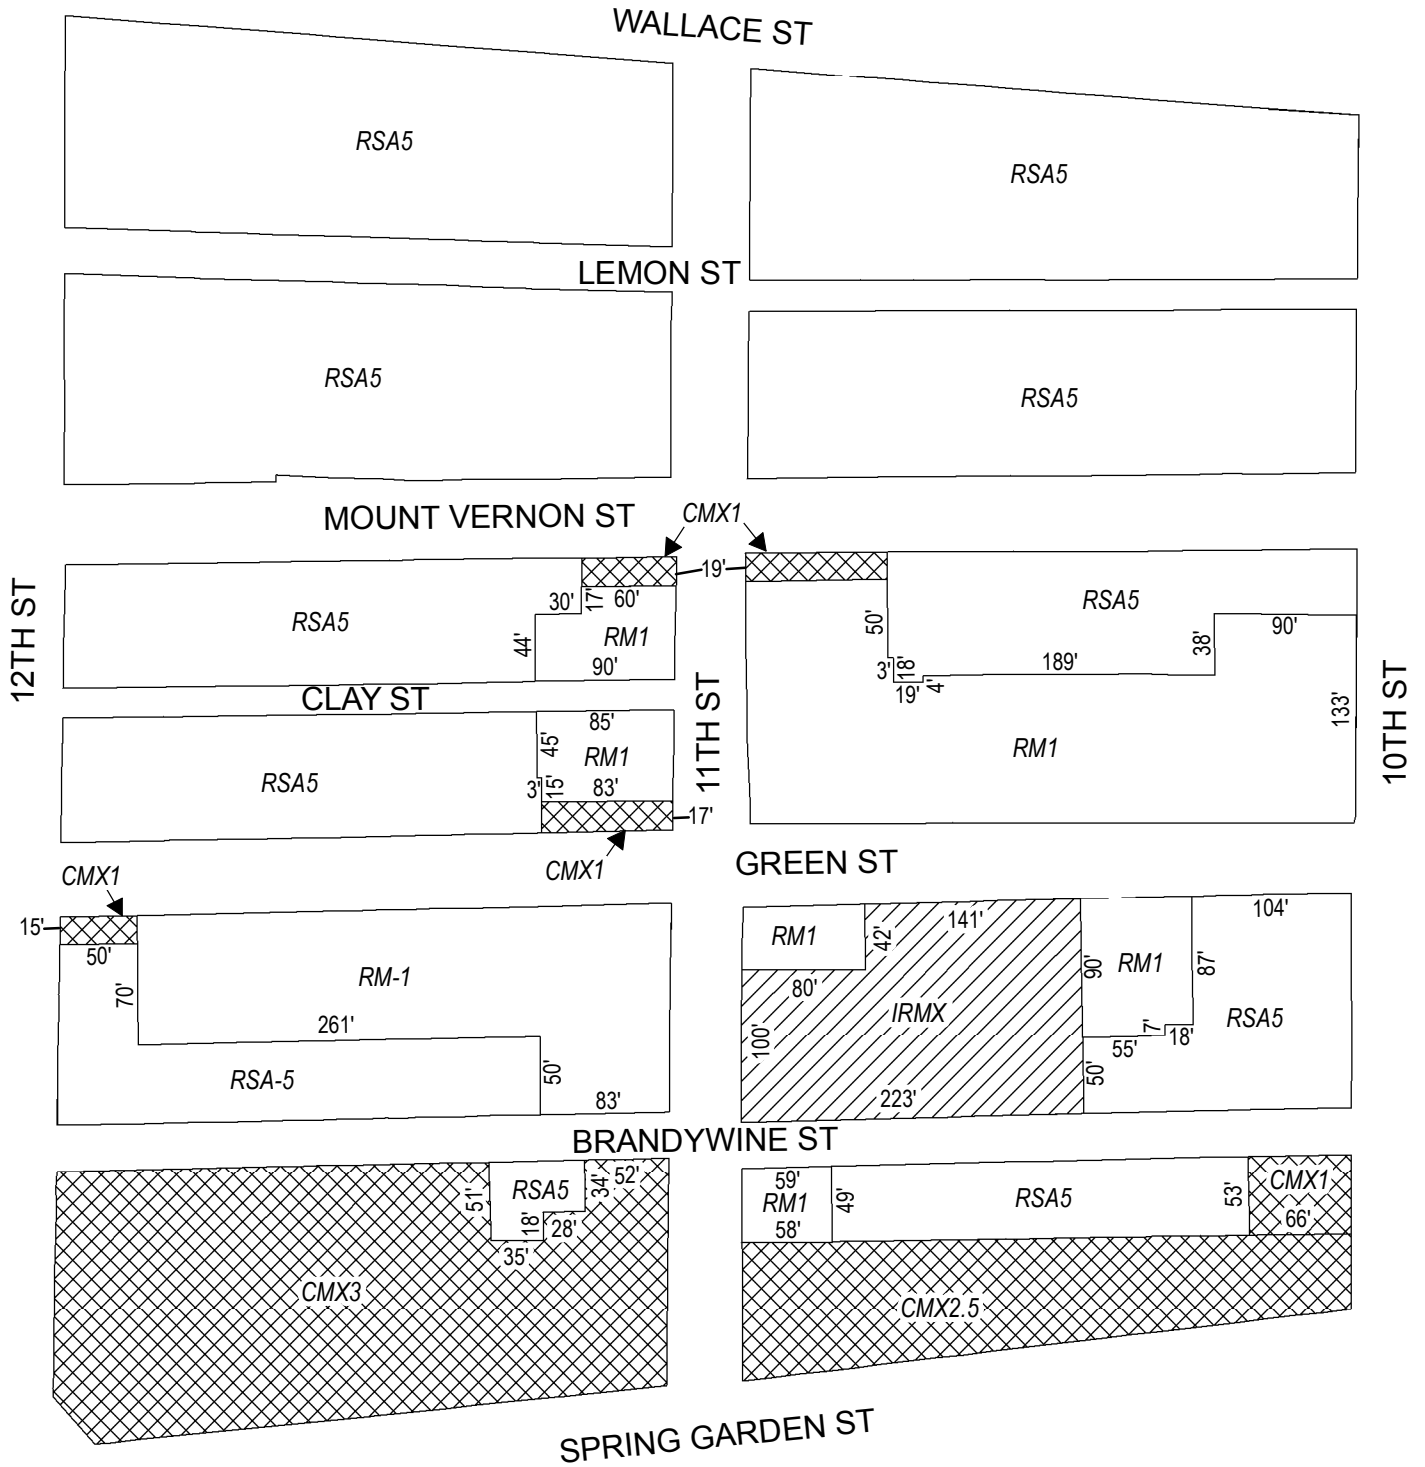 WALLACE ST
RSA5
RSA5
LEMON ST
RSA5
RSA5
MOUNT VERNON ST
CMX1
19'
12TH ST
RSA5
30'
17'
60'
44'
RM1
90'
RSA5
50'
3'
18'
19'
4'
189'
38'
90'
133'
RM1
10TH ST
CLAY ST
11TH ST
RSA5
85'
45'
RM1
3'
15'
83'
17'
CMX1
GREEN ST
CMX1
15'
50'
70'
RM-1
261'
RSA-5
50'
83'
RM1
42'
141'
80'
IRMX
100'
223'
90'
RM1
87'
104'
7'
18'
55'
50'
RSA5
BRANDYWINE ST
51'
RSA5
34'
52'
18'
28'
35'
CMX3
59'
RM1
58'
49'
RSA5
53'
CMX1
66'
CMX2.5
SPRING GARDEN ST